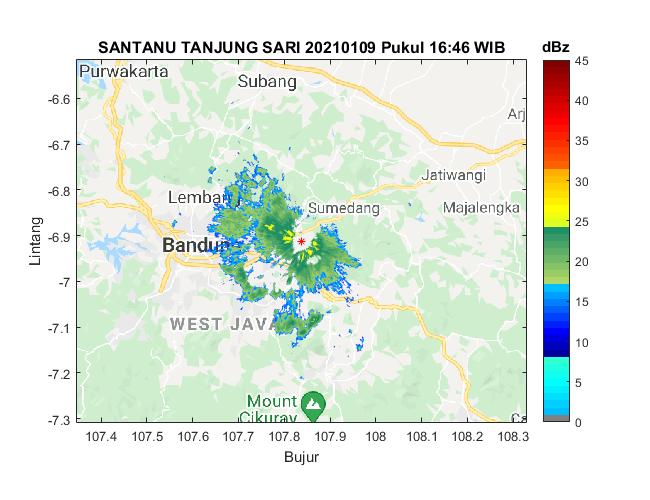 SANTANU TANJUNG SARI 20210109 Pukul 16:46 WIB
dBz
Purwakarta
Subang
Arj
Jatiwangi
Lemban
Sumedang
Majalengka
Bandun
WEST JAVA
Mount
Cikuray
Ca
Lintang
-6.6
-6.7
-6.8
-6.9
-7
-7.1
-7.2
-7.3
107.4 107.5 107.6 107.7 107.8 107.9 108 108.1 108.2 108.3
Bujur
45
40
35
30
25
20
15
10
5
0